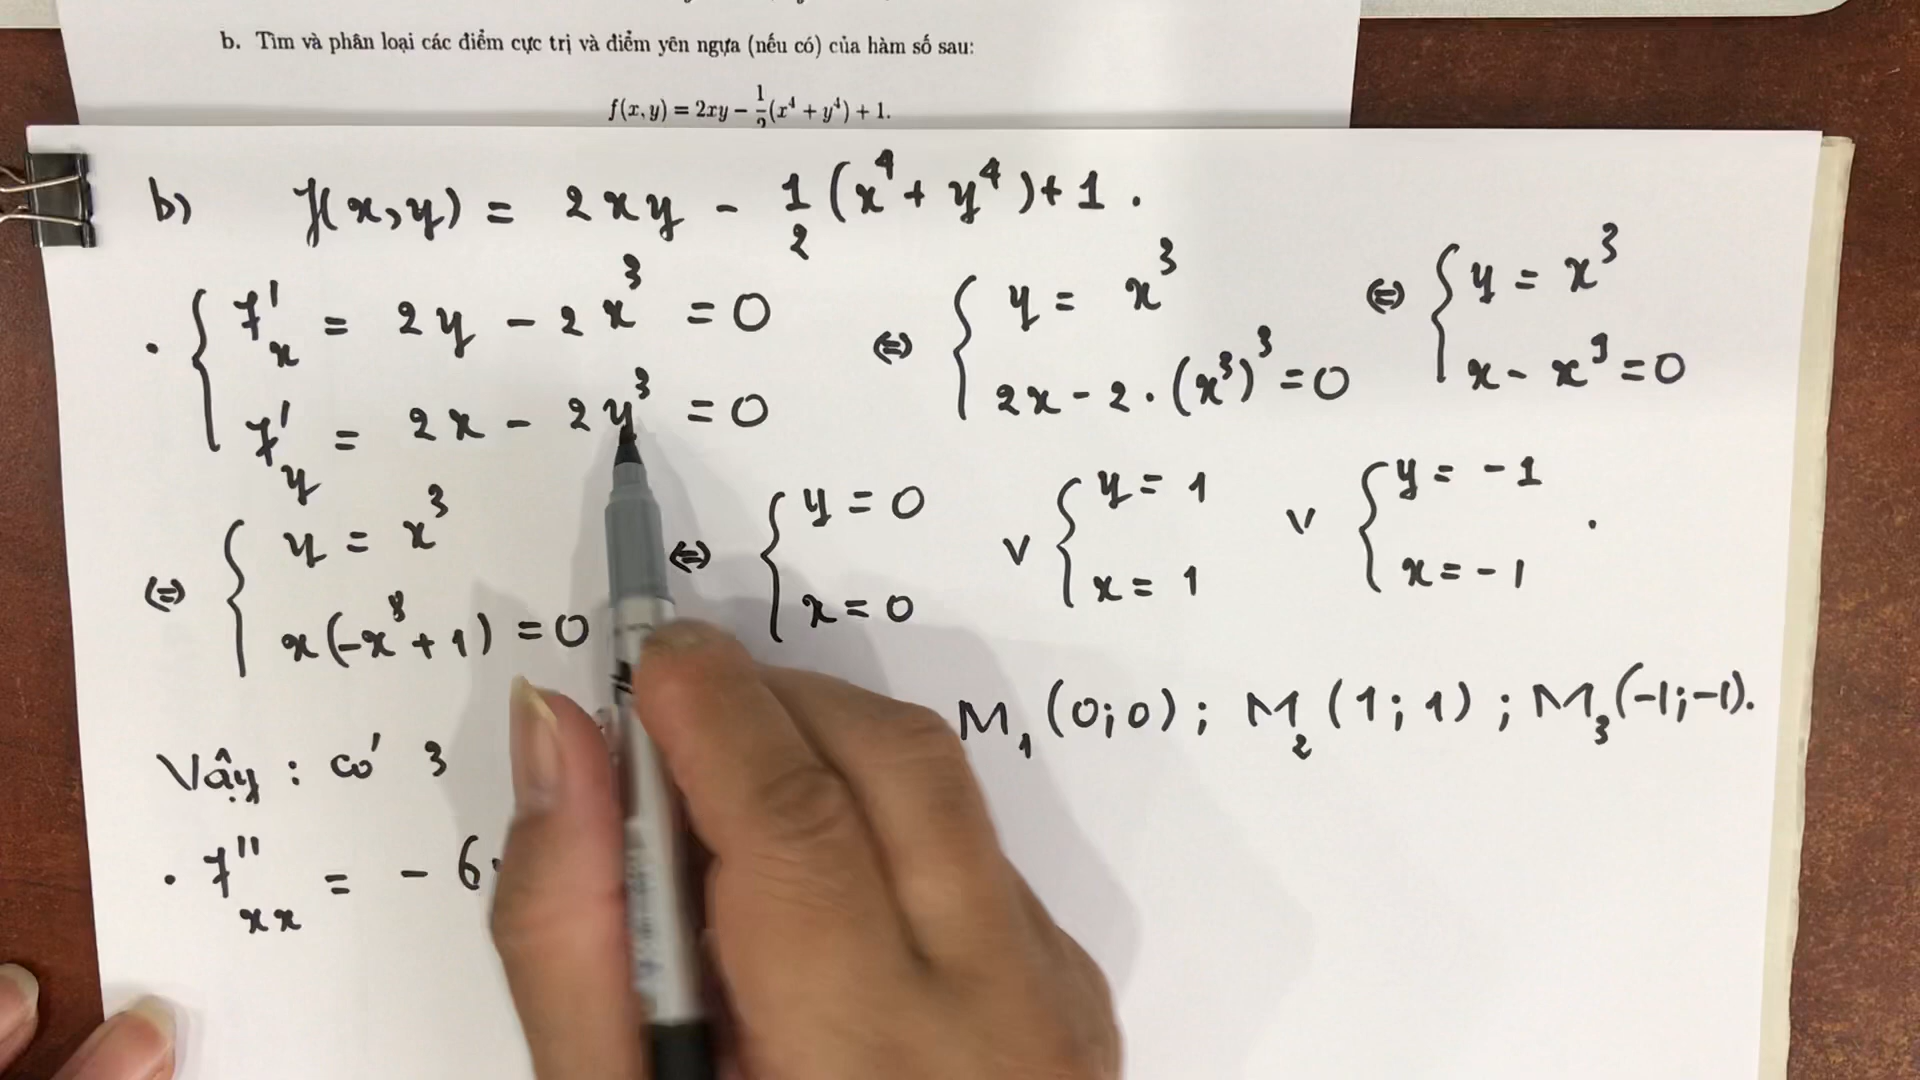 b. Tìm và phân loại các điểm cực trị và điểm yên ngựa (nếu có) của hàm số sau:
f(x, y) = 2xy − 1/2(x⁴ + y⁴) + 1.
b) f(x,y) = 2xy - 1/2 (x⁴ + y⁴) + 1.
· { f'x = 2y - 2x³ = 0
f'y = 2x - 2y³ = 0
⇔ { y = x³
2x - 2.(x³)³ = 0
⇔ { y = x³
x - x⁹ = 0
⇔ { y = x³
x(-x⁸ + 1) = 0
⇔ { y = 0
x = 0
∨ { y = 1
x = 1
∨ { y = -1
x = -1 .
Vậy : có 3
M₁ (0;0) ; M₂ (1;1) ; M₃ (-1;-1).
· f''xx = - 6